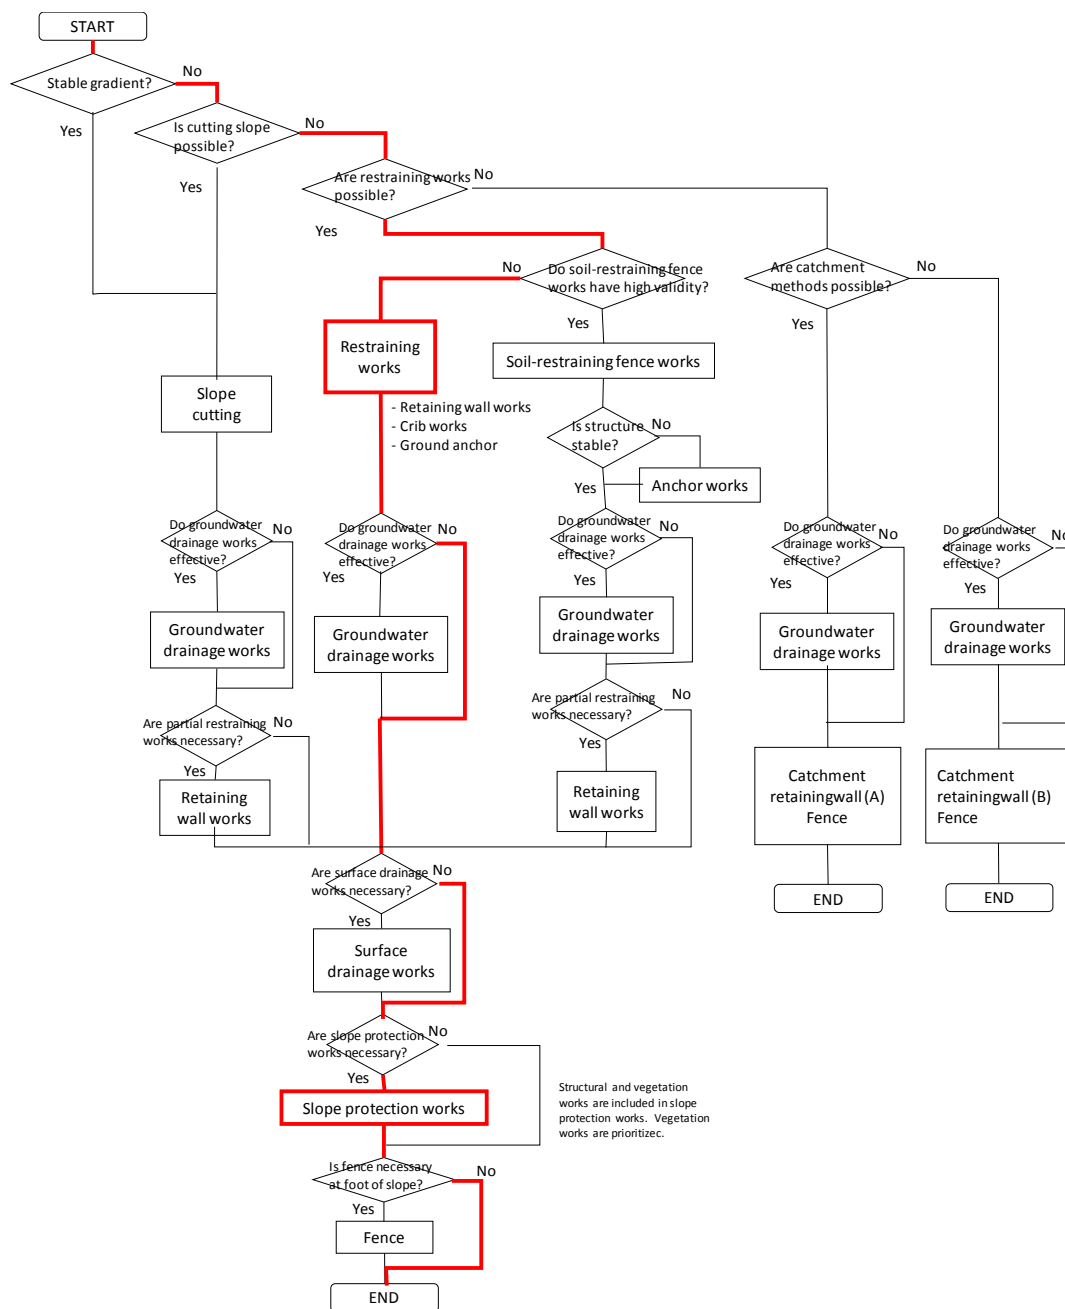 START
Stable gradient?
No
Yes
Is cutting slope
possible?
No
Yes
Are restraining works
possible?
No
Yes
Do soil-restraining fence
works have high validity?
No
Yes
Are catchment
methods possible?
No
Yes
Restraining
works
- Retaining wall works
- Crib works
- Ground anchor
Soil-restraining fence works
Is structure
stable?
No
Yes
Anchor works
Slope
cutting
Do groundwater
drainage works
effective?
No
Yes
Groundwater
drainage works
Are partial restraining
works necessary?
No
Yes
Retaining
wall works
Do groundwater
drainage works
effective?
No
Yes
Groundwater
drainage works
Do groundwater
drainage works
effective?
No
Yes
Groundwater
drainage works
Are partial restraining
works necessary?
No
Yes
Retaining
wall works
Do groundwater
drainage works
effective?
No
Yes
Groundwater
drainage works
Catchment
retaining wall (A)
Fence
END
Do groundwater
drainage works
effective?
No
Yes
Groundwater
drainage works
Catchment
retaining wall (B)
Fence
END
Are surface drainage
works necessary?
No
Yes
Surface
drainage works
Are slope protection
works necessary?
No
Yes
Slope protection works
Structural and vegetation
works are included in slope
protection works.  Vegetation
works are prioritizec.
Is fence necessary
at foot of slope?
No
Yes
Fence
END